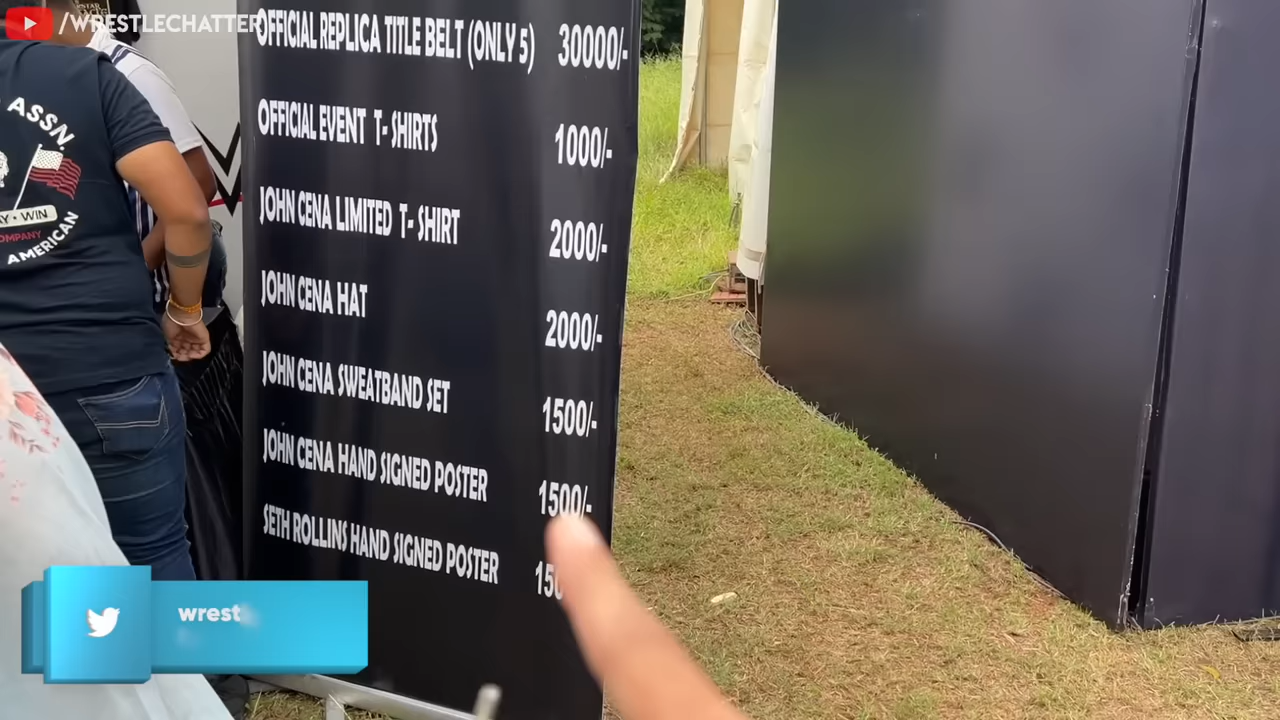 /WRESTLECHATTER
OFFICIAL REPLICA TITLE BELT (ONLY 5) 30000/-
OFFICIAL EVENT T- SHIRTS 1000/-
JOHN CENA LIMITED T- SHIRT 2000/-
JOHN CENA HAT 2000/-
JOHN CENA SWEATBAND SET 1500/-
JOHN CENA HAND SIGNED POSTER 1500/-
SETH ROLLINS HAND SIGNED POSTER
ASSN.
WIN
COMPANY
AMERICAN
wrest